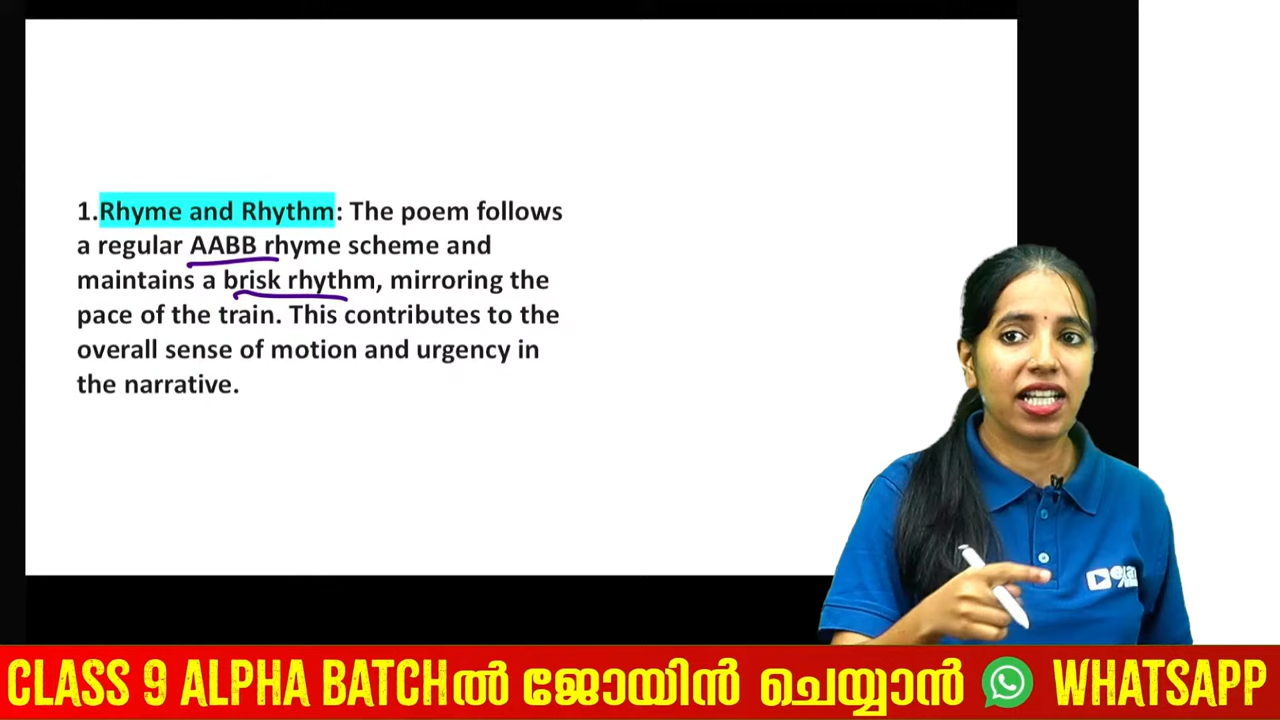 1.Rhyme and Rhythm: The poem follows
a regular AABB rhyme scheme and
maintains a brisk rhythm, mirroring the
pace of the train. This contributes to the
overall sense of motion and urgency in
the narrative.
CLASS 9 ALPHA BATCHൽ ജോയിൻ ചെയ്യാൻ WHATSAPP